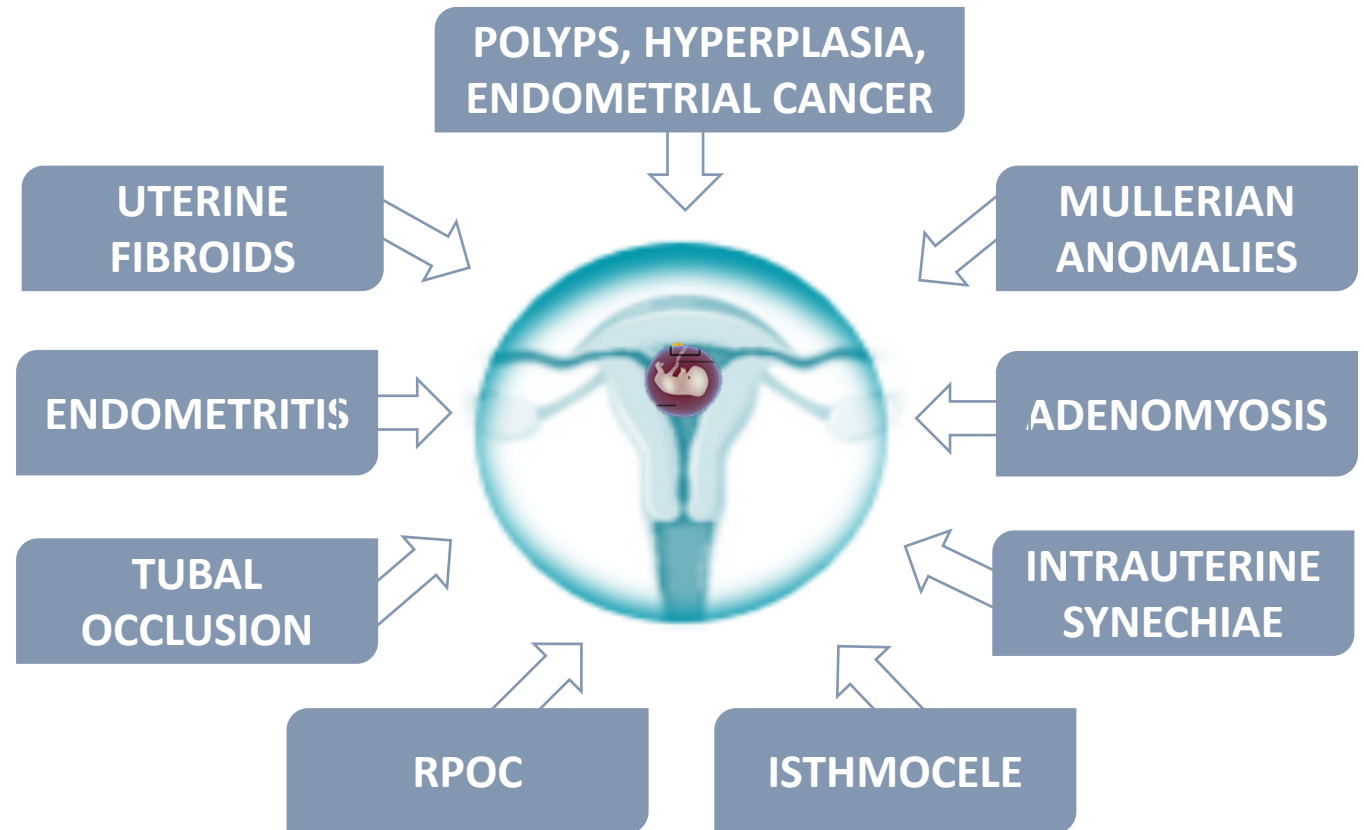 POLYPS, HYPERPLASIA,
ENDOMETRIAL CANCER
UTERINE
FIBROIDS
MULLERIAN
ANOMALIES
ENDOMETRITIS
ADENOMYOSIS
TUBAL
OCCLUSION
INTRAUTERINE
SYNECHIAE
RPOC
ISTHMOCELE